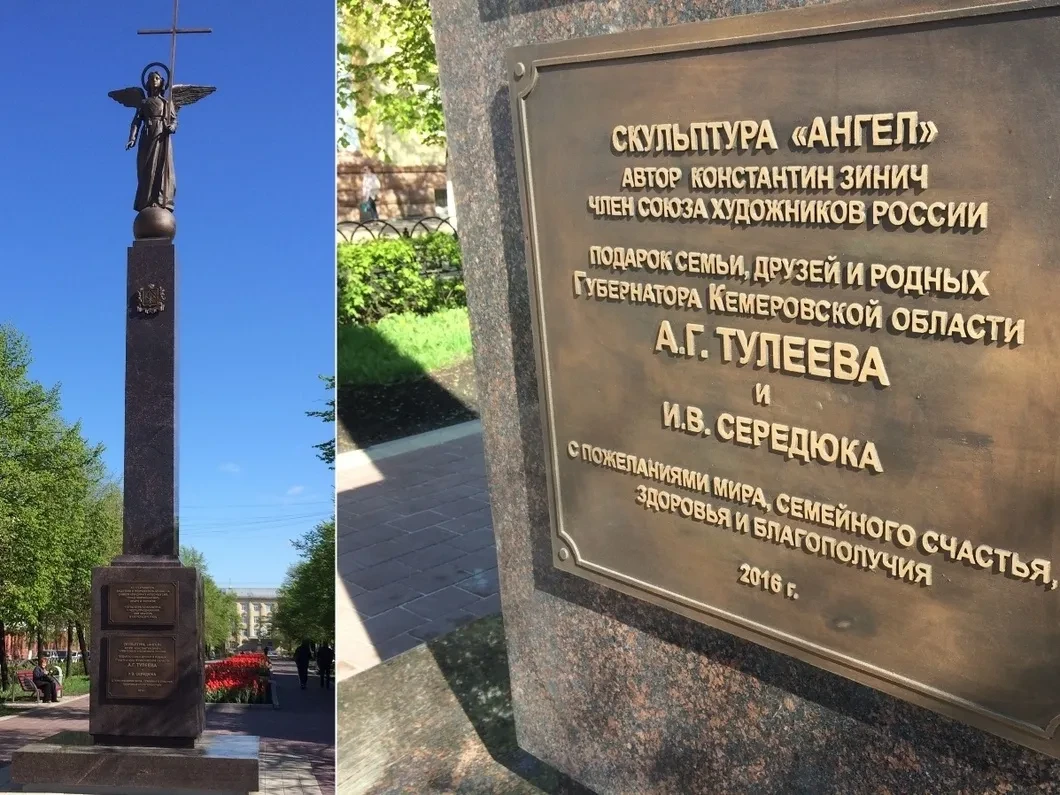 СКУЛЬПТУРА «АНГЕЛ»
АВТОР КОНСТАНТИН ЗИНИЧ
ЧЛЕН СОЮЗА ХУДОЖНИКОВ РОССИИ
ПОДАРОК СЕМЬИ, ДРУЗЕЙ И РОДНЫХ
ГУБЕРНАТОРА КЕМЕРОВСКОЙ ОБЛАСТИ
А.Г. ТУЛЕЕВА
И
И.В. СЕРЕДЮКА
С ПОЖЕЛАНИЯМИ МИРА, СЕМЕЙНОГО СЧАСТЬЯ,
ЗДОРОВЬЯ И БЛАГОПОЛУЧИЯ
2016 г.